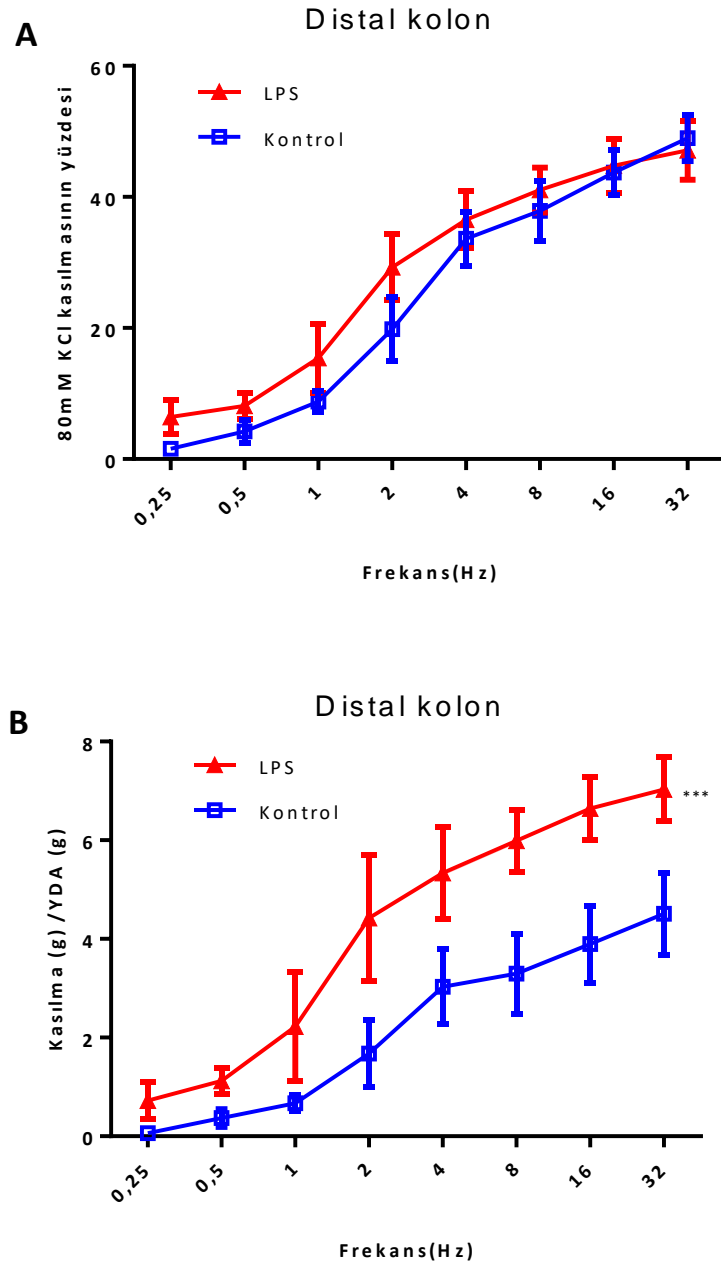 A
Distal kolon
80mM KCl kasılmasının yüzdesi
60
40
20
0
LPS
Kontrol
0,25
0,5
1
2
4
8
16
32
Frekans(Hz)
B
Distal kolon
Kasılma (g) /YDA (g)
8
6
4
2
0
LPS
Kontrol
***
0,25
0,5
1
2
4
8
16
32
Frekans(Hz)